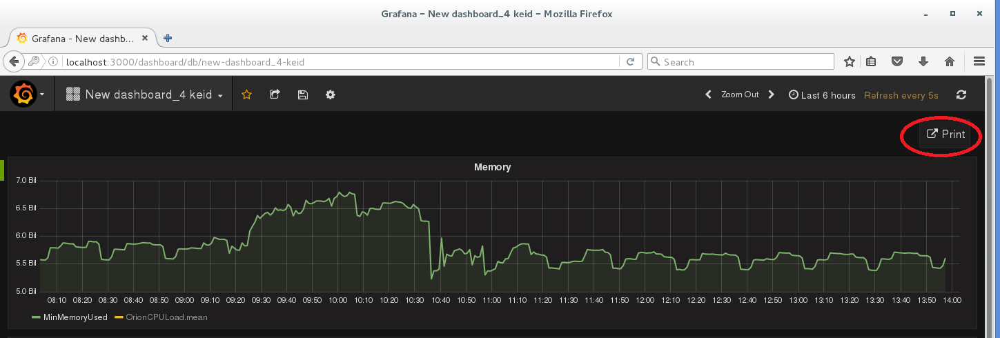 Grafana – New dashboard_4 keid – Mozilla Firefox
Grafana - New dashb...
localhost:3000/dashboard/db/new-dashboard_4-keid
Search
New dashboard_4 keid
Zoom Out
Last 6 hours
Refresh every 5s
Print
Memory
7.0 Bil
6.5 Bil
6.0 Bil
5.5 Bil
5.0 Bil
08:10 08:20 08:30 08:40 08:50 09:00 09:10 09:20 09:30 09:40 09:50 10:00 10:10 10:20 10:30 10:40 10:50 11:00 11:10 11:20 11:30 11:40 11:50 12:00 12:10 12:20 12:30 12:40 12:50 13:00 13:10 13:20 13:30 13:40 13:50 14:00
MinMemoryUsed OrionCPULoad.mean